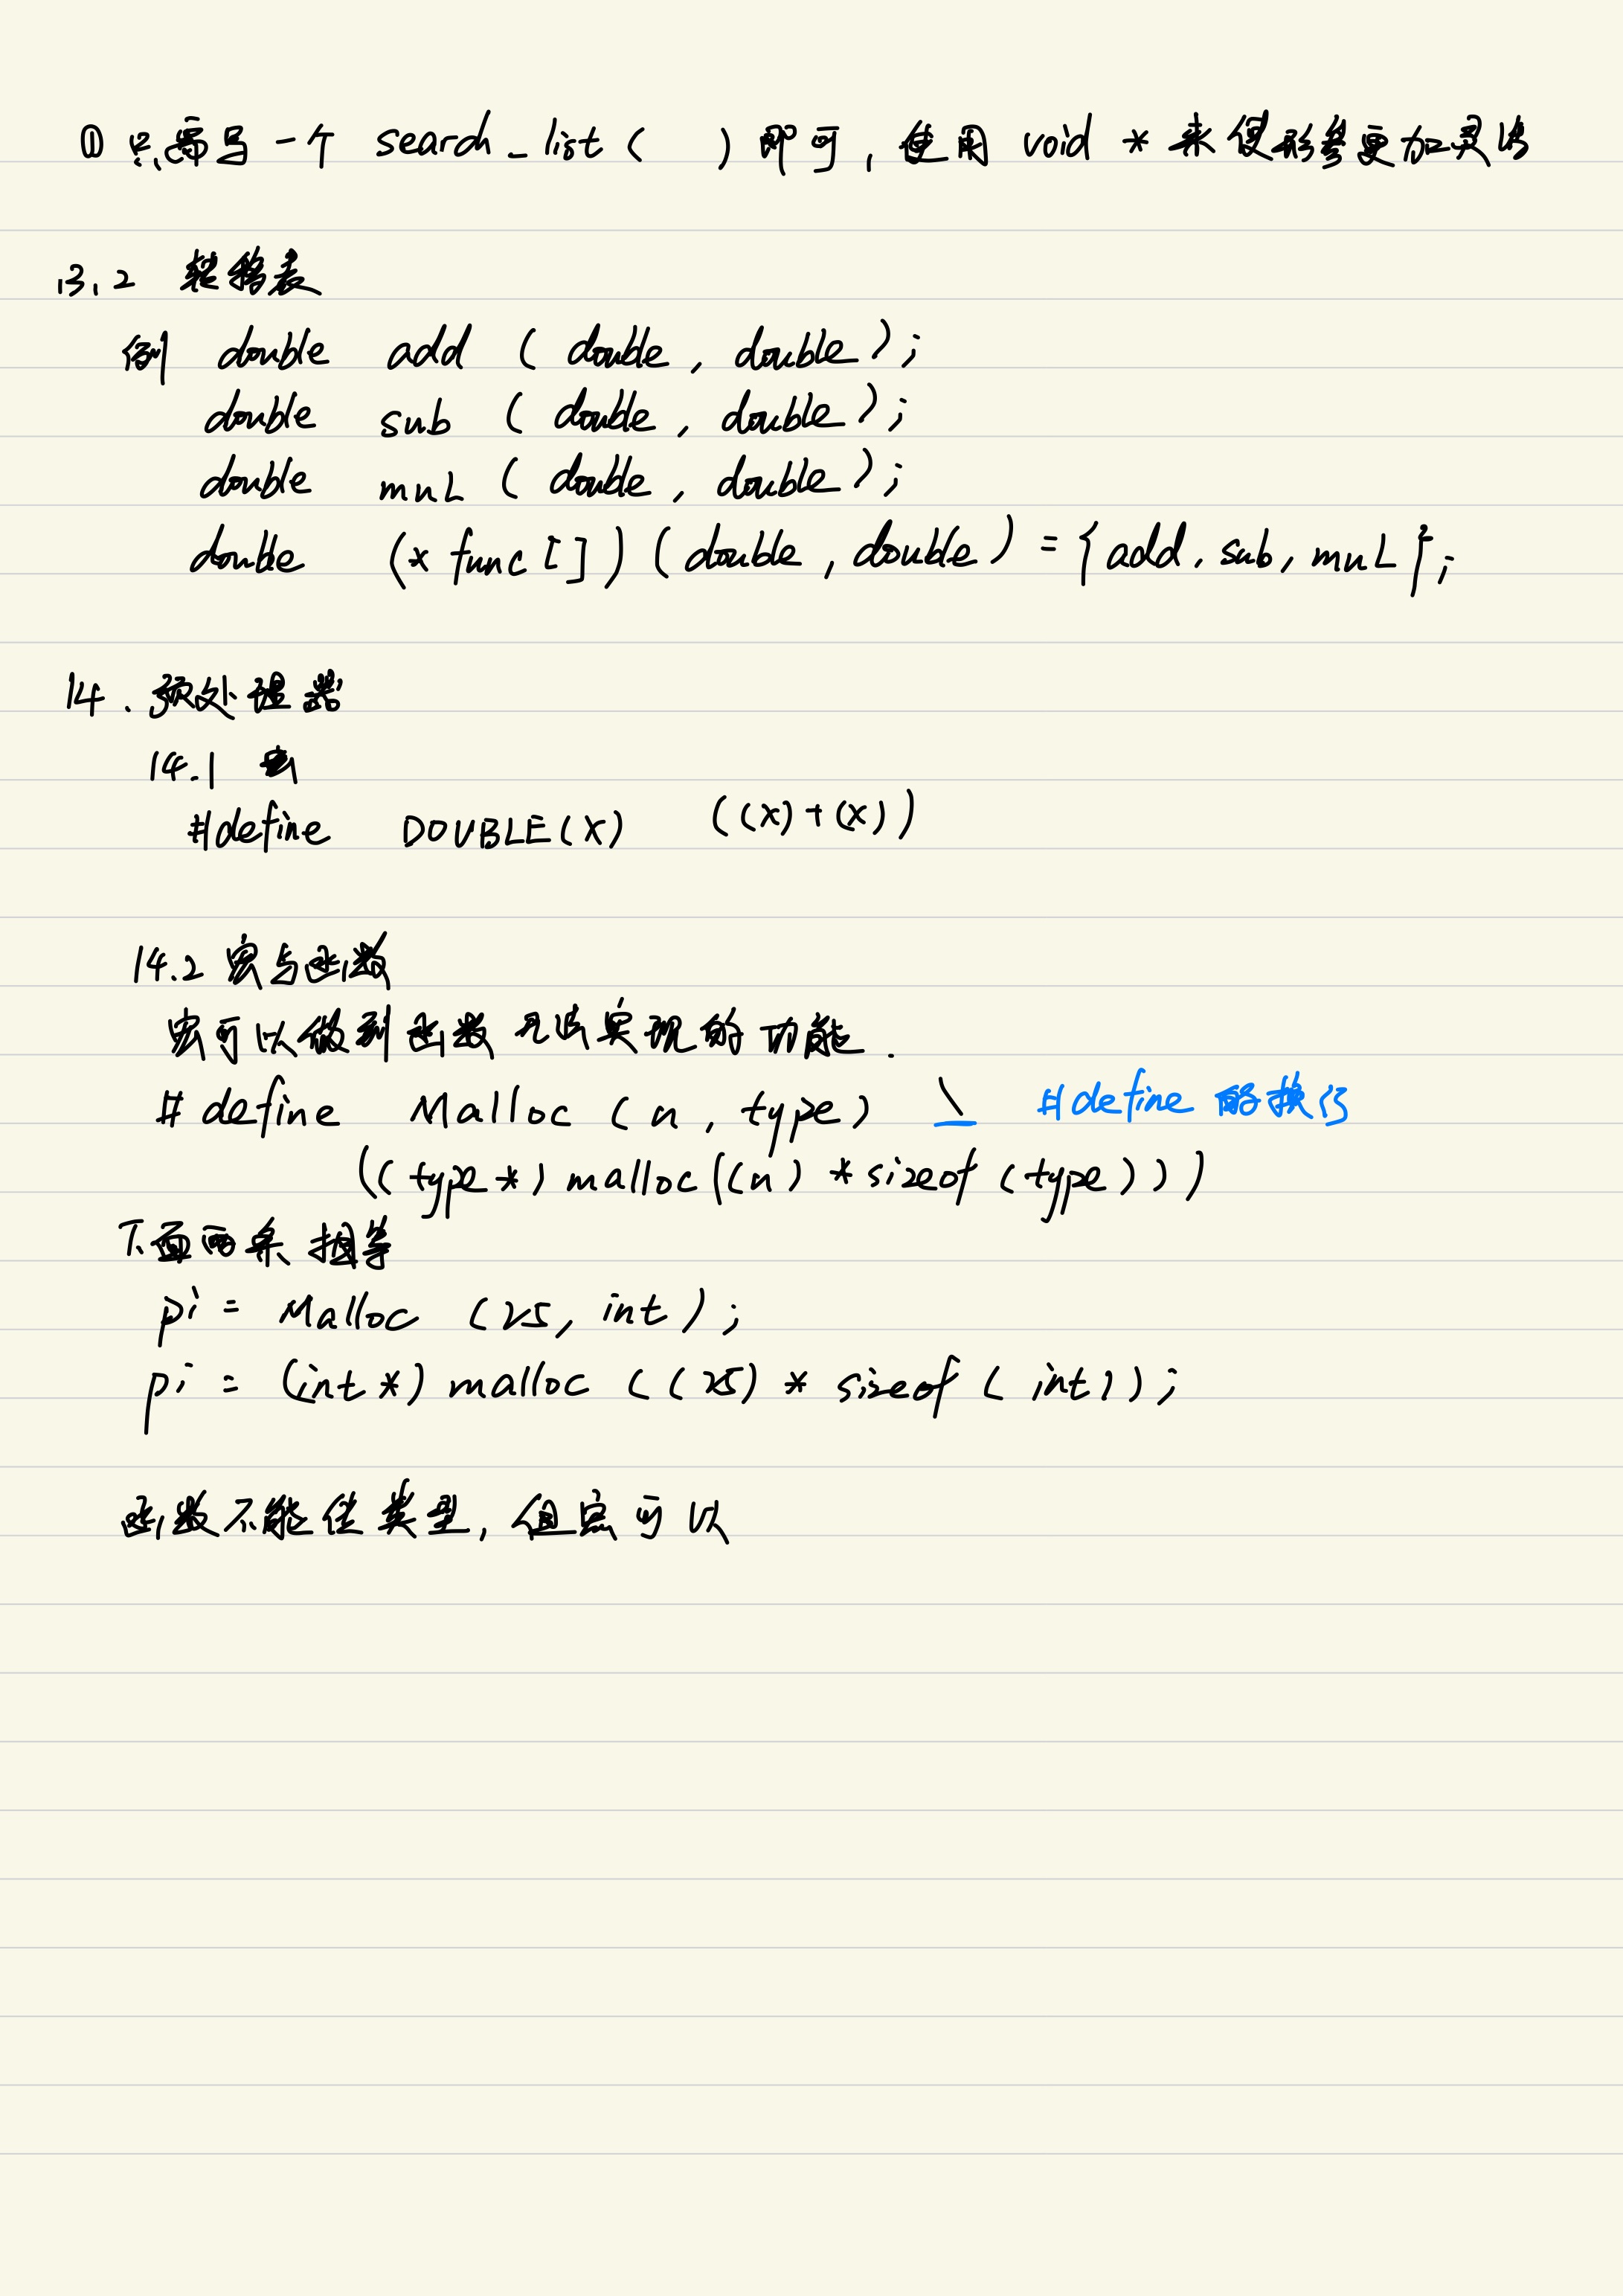 ① 只需写一个 search_list ( ) 即可, 使用 void * 来使形参更加灵活
13.2 转移表
例 double add ( double , double );
double sub ( double , double );
double muL ( double , double );
double (* func [] ) ( double , double ) = { add, sub, muL };
14. 预处理器
14.1 宏
#define DOUBLE(X) ((x)+(x))
14.2 宏与函数
宏可以做到函数无法实现的功能.
# define Malloc ( n, type ) \ #define 的换行
((type*) malloc((n) * sizeof (type)))
下面两条相等
pi = Malloc (25, int );
pi = (int *) malloc ((25) * sizeof ( int));
函数不能传类型, 但宏可以